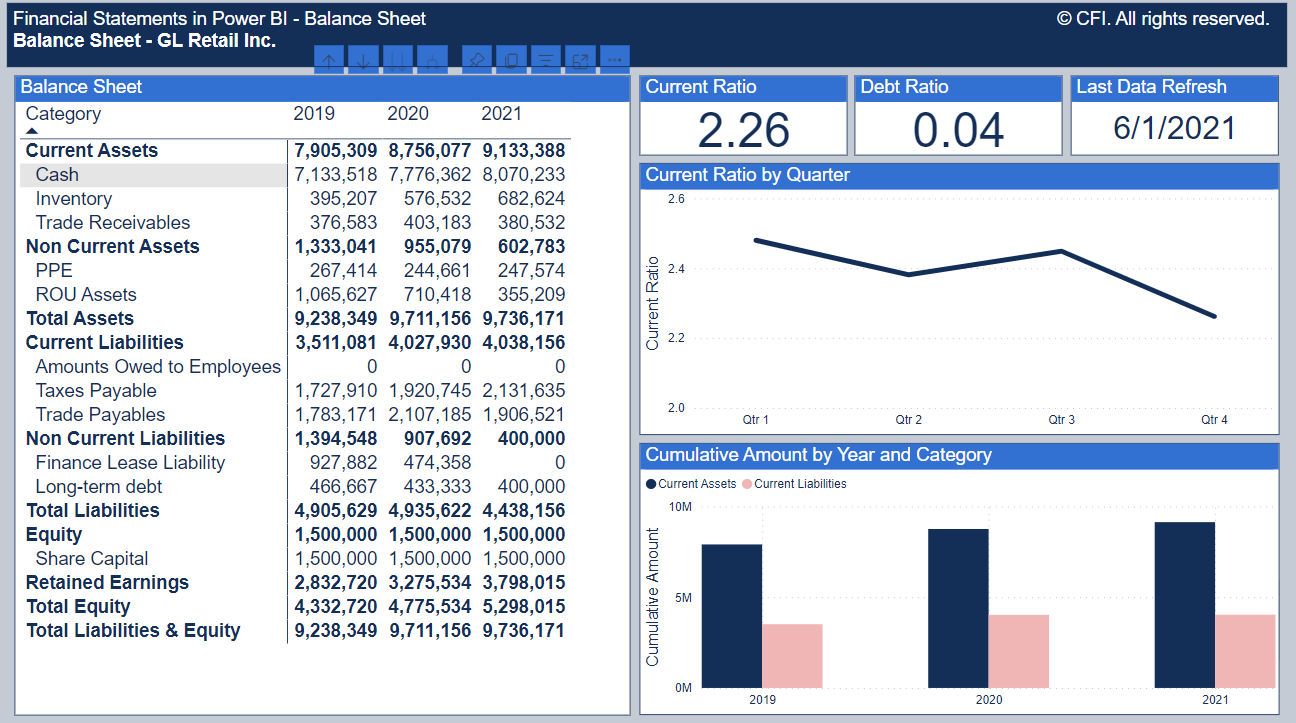 Financial Statements in Power BI - Balance Sheet
© CFI. All rights reserved.
Balance Sheet - GL Retail Inc.
Balance Sheet
Category 2019 2020 2021
Current Assets 7,905,309 8,756,077 9,133,388
Cash 7,133,518 7,776,362 8,070,233
Inventory 395,207 576,532 682,624
Trade Receivables 376,583 403,183 380,532
Non Current Assets 1,333,041 955,079 602,783
PPE 267,414 244,661 247,574
ROU Assets 1,065,627 710,418 355,209
Total Assets 9,238,349 9,711,156 9,736,171
Current Liabilities 3,511,081 4,027,930 4,038,156
Amounts Owed to Employees 0 0 0
Taxes Payable 1,727,910 1,920,745 2,131,635
Trade Payables 1,783,171 2,107,185 1,906,521
Non Current Liabilities 1,394,548 907,692 400,000
Finance Lease Liability 927,882 474,358 0
Long-term debt 466,667 433,333 400,000
Total Liabilities 4,905,629 4,935,622 4,438,156
Equity 1,500,000 1,500,000 1,500,000
Share Capital 1,500,000 1,500,000 1,500,000
Retained Earnings 2,832,720 3,275,534 3,798,015
Total Equity 4,332,720 4,775,534 5,298,015
Total Liabilities & Equity 9,238,349 9,711,156 9,736,171
Current Ratio
2.26
Debt Ratio
0.04
Last Data Refresh
6/1/2021
Current Ratio by Quarter
Current Ratio
2.6
2.4
2.2
2.0
Qtr 1 Qtr 2 Qtr 3 Qtr 4
Cumulative Amount by Year and Category
Current Assets Current Liabilities
Cumulative Amount
10M
5M
0M
2019 2020 2021